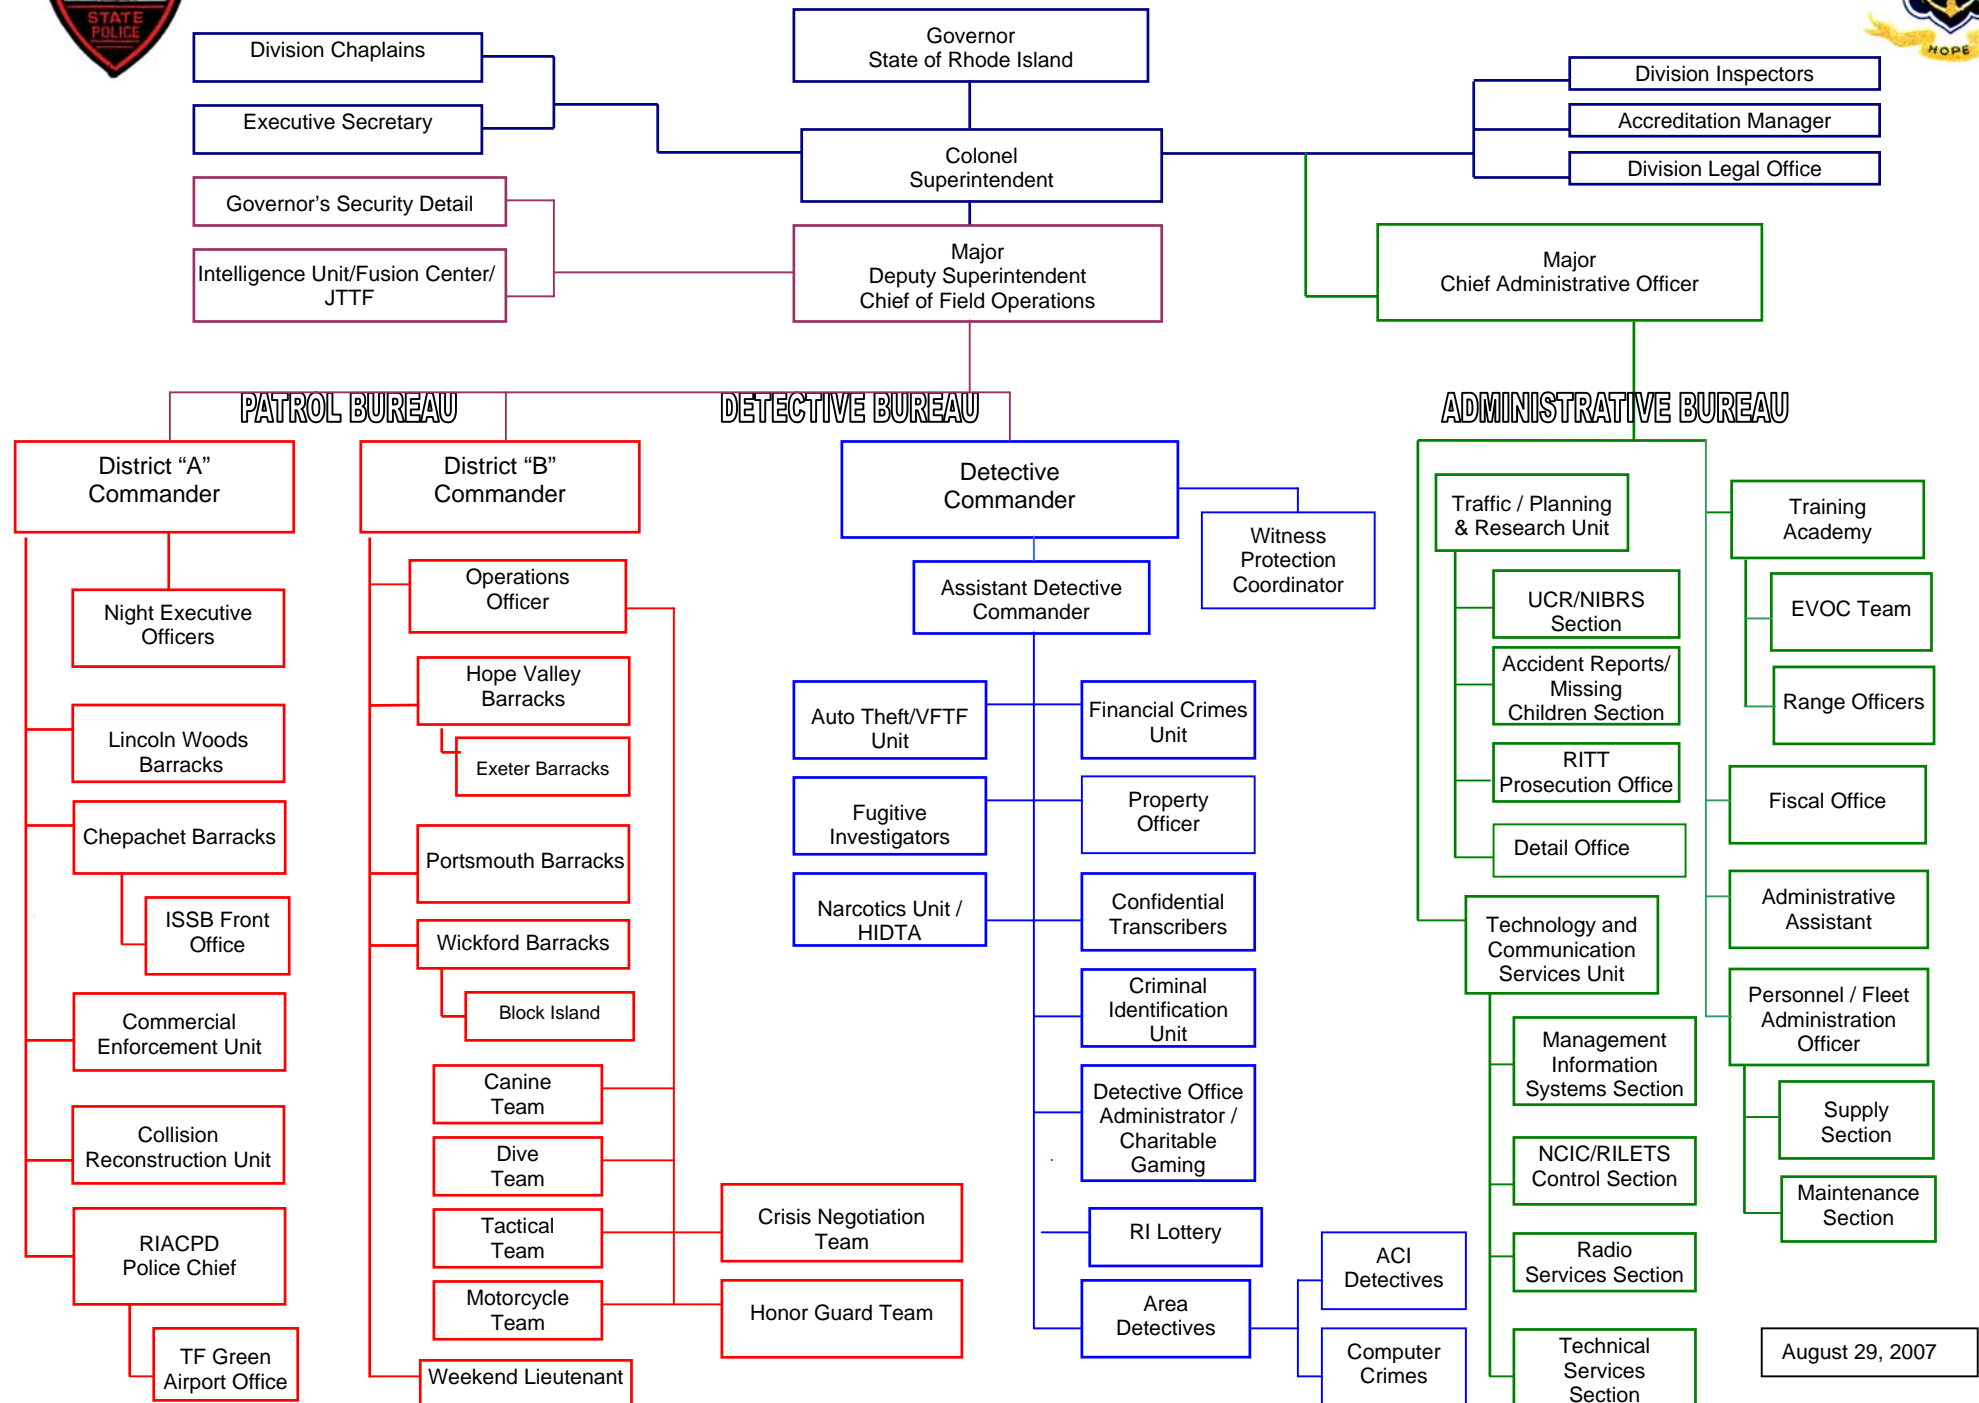 STATE
POLICE
HOPE
Governor
State of Rhode Island
Division Chaplains
Executive Secretary
Division Inspectors
Accreditation Manager
Division Legal Office
Colonel
Superintendent
Governor’s Security Detail
Intelligence Unit/Fusion Center/
JTTF
Major
Deputy Superintendent
Chief of Field Operations
Major
Chief Administrative Officer
PATROL BUREAU
DETECTIVE BUREAU
ADMINISTRATIVE BUREAU
District “A”
Commander
Night Executive
Officers
Lincoln Woods
Barracks
Chepachet Barracks
ISSB Front
Office
Commercial
Enforcement Unit
Collision
Reconstruction Unit
RIACPD
Police Chief
TF Green
Airport Office
District “B”
Commander
Operations
Officer
Hope Valley
Barracks
Exeter Barracks
Portsmouth Barracks
Wickford Barracks
Block Island
Canine
Team
Dive
Team
Tactical
Team
Motorcycle
Team
Weekend Lieutenant
Crisis Negotiation
Team
Honor Guard Team
Detective
Commander
Witness
Protection
Coordinator
Assistant Detective
Commander
Auto Theft/VFTF
Unit
Fugitive
Investigators
Narcotics Unit /
HIDTA
Financial Crimes
Unit
Property
Officer
Confidential
Transcribers
Criminal
Identification
Unit
Detective Office
Administrator /
Charitable
Gaming
RI Lottery
Area
Detectives
ACI
Detectives
Computer
Crimes
Traffic / Planning
& Research Unit
UCR/NIBRS
Section
Accident Reports/
Missing
Children Section
RITT
Prosecution Office
Detail Office
Technology and
Communication
Services Unit
Management
Information
Systems Section
NCIC/RILETS
Control Section
Radio
Services Section
Technical
Services
Section
Training
Academy
EVOC Team
Range Officers
Fiscal Office
Administrative
Assistant
Personnel / Fleet
Administration
Officer
Supply
Section
Maintenance
Section
August 29, 2007